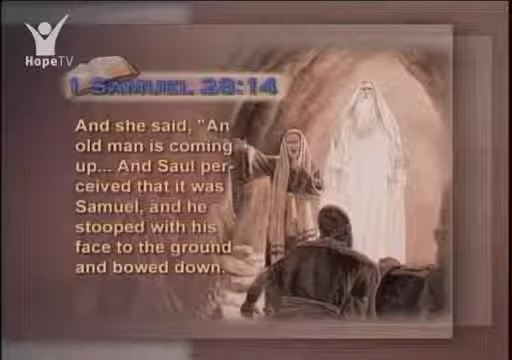 HopeTV
1 SAMUEL 28:14
And she said, "An
old man is coming
up... And Saul per-
ceived that it was
Samuel, and he
stooped with his
face to the ground
and bowed down.